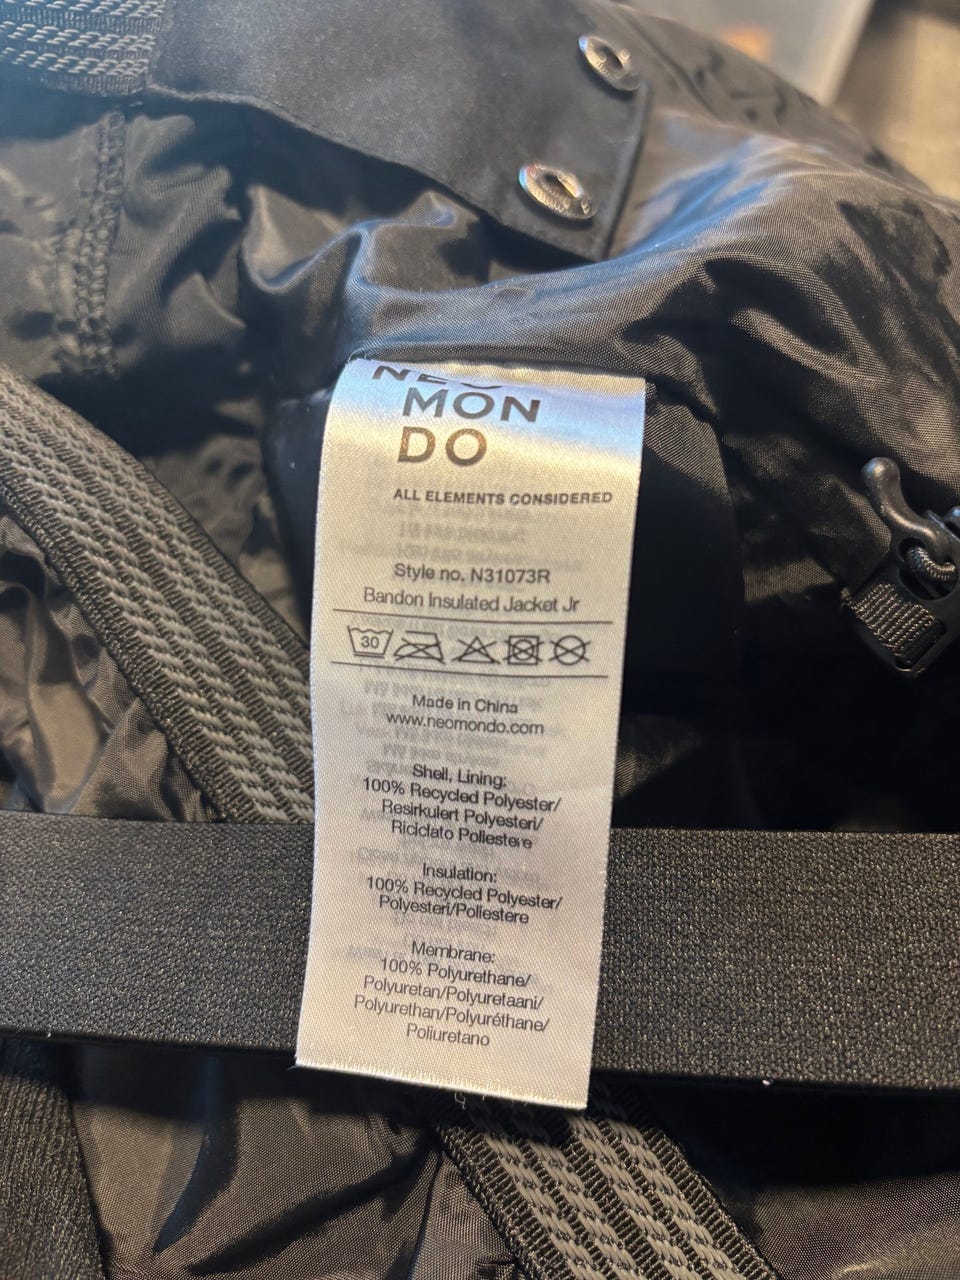 NEO
MON
DO
ALL ELEMENTS CONSIDERED
Style no. N31073R
Bandon Insulated Jacket Jr
30
Made in China
www.neomondo.com
Shell, Lining:
100% Recycled Polyester/
Resirkulert Polyesteri/
Riciclato Poliestere
Insulation:
100% Recycled Polyester/
Polyesteri/Poliestere
Membrane:
100% Polyurethane/
Polyuretan/Polyuretaani/
Polyurethan/Polyuréthane/
Poliuretano